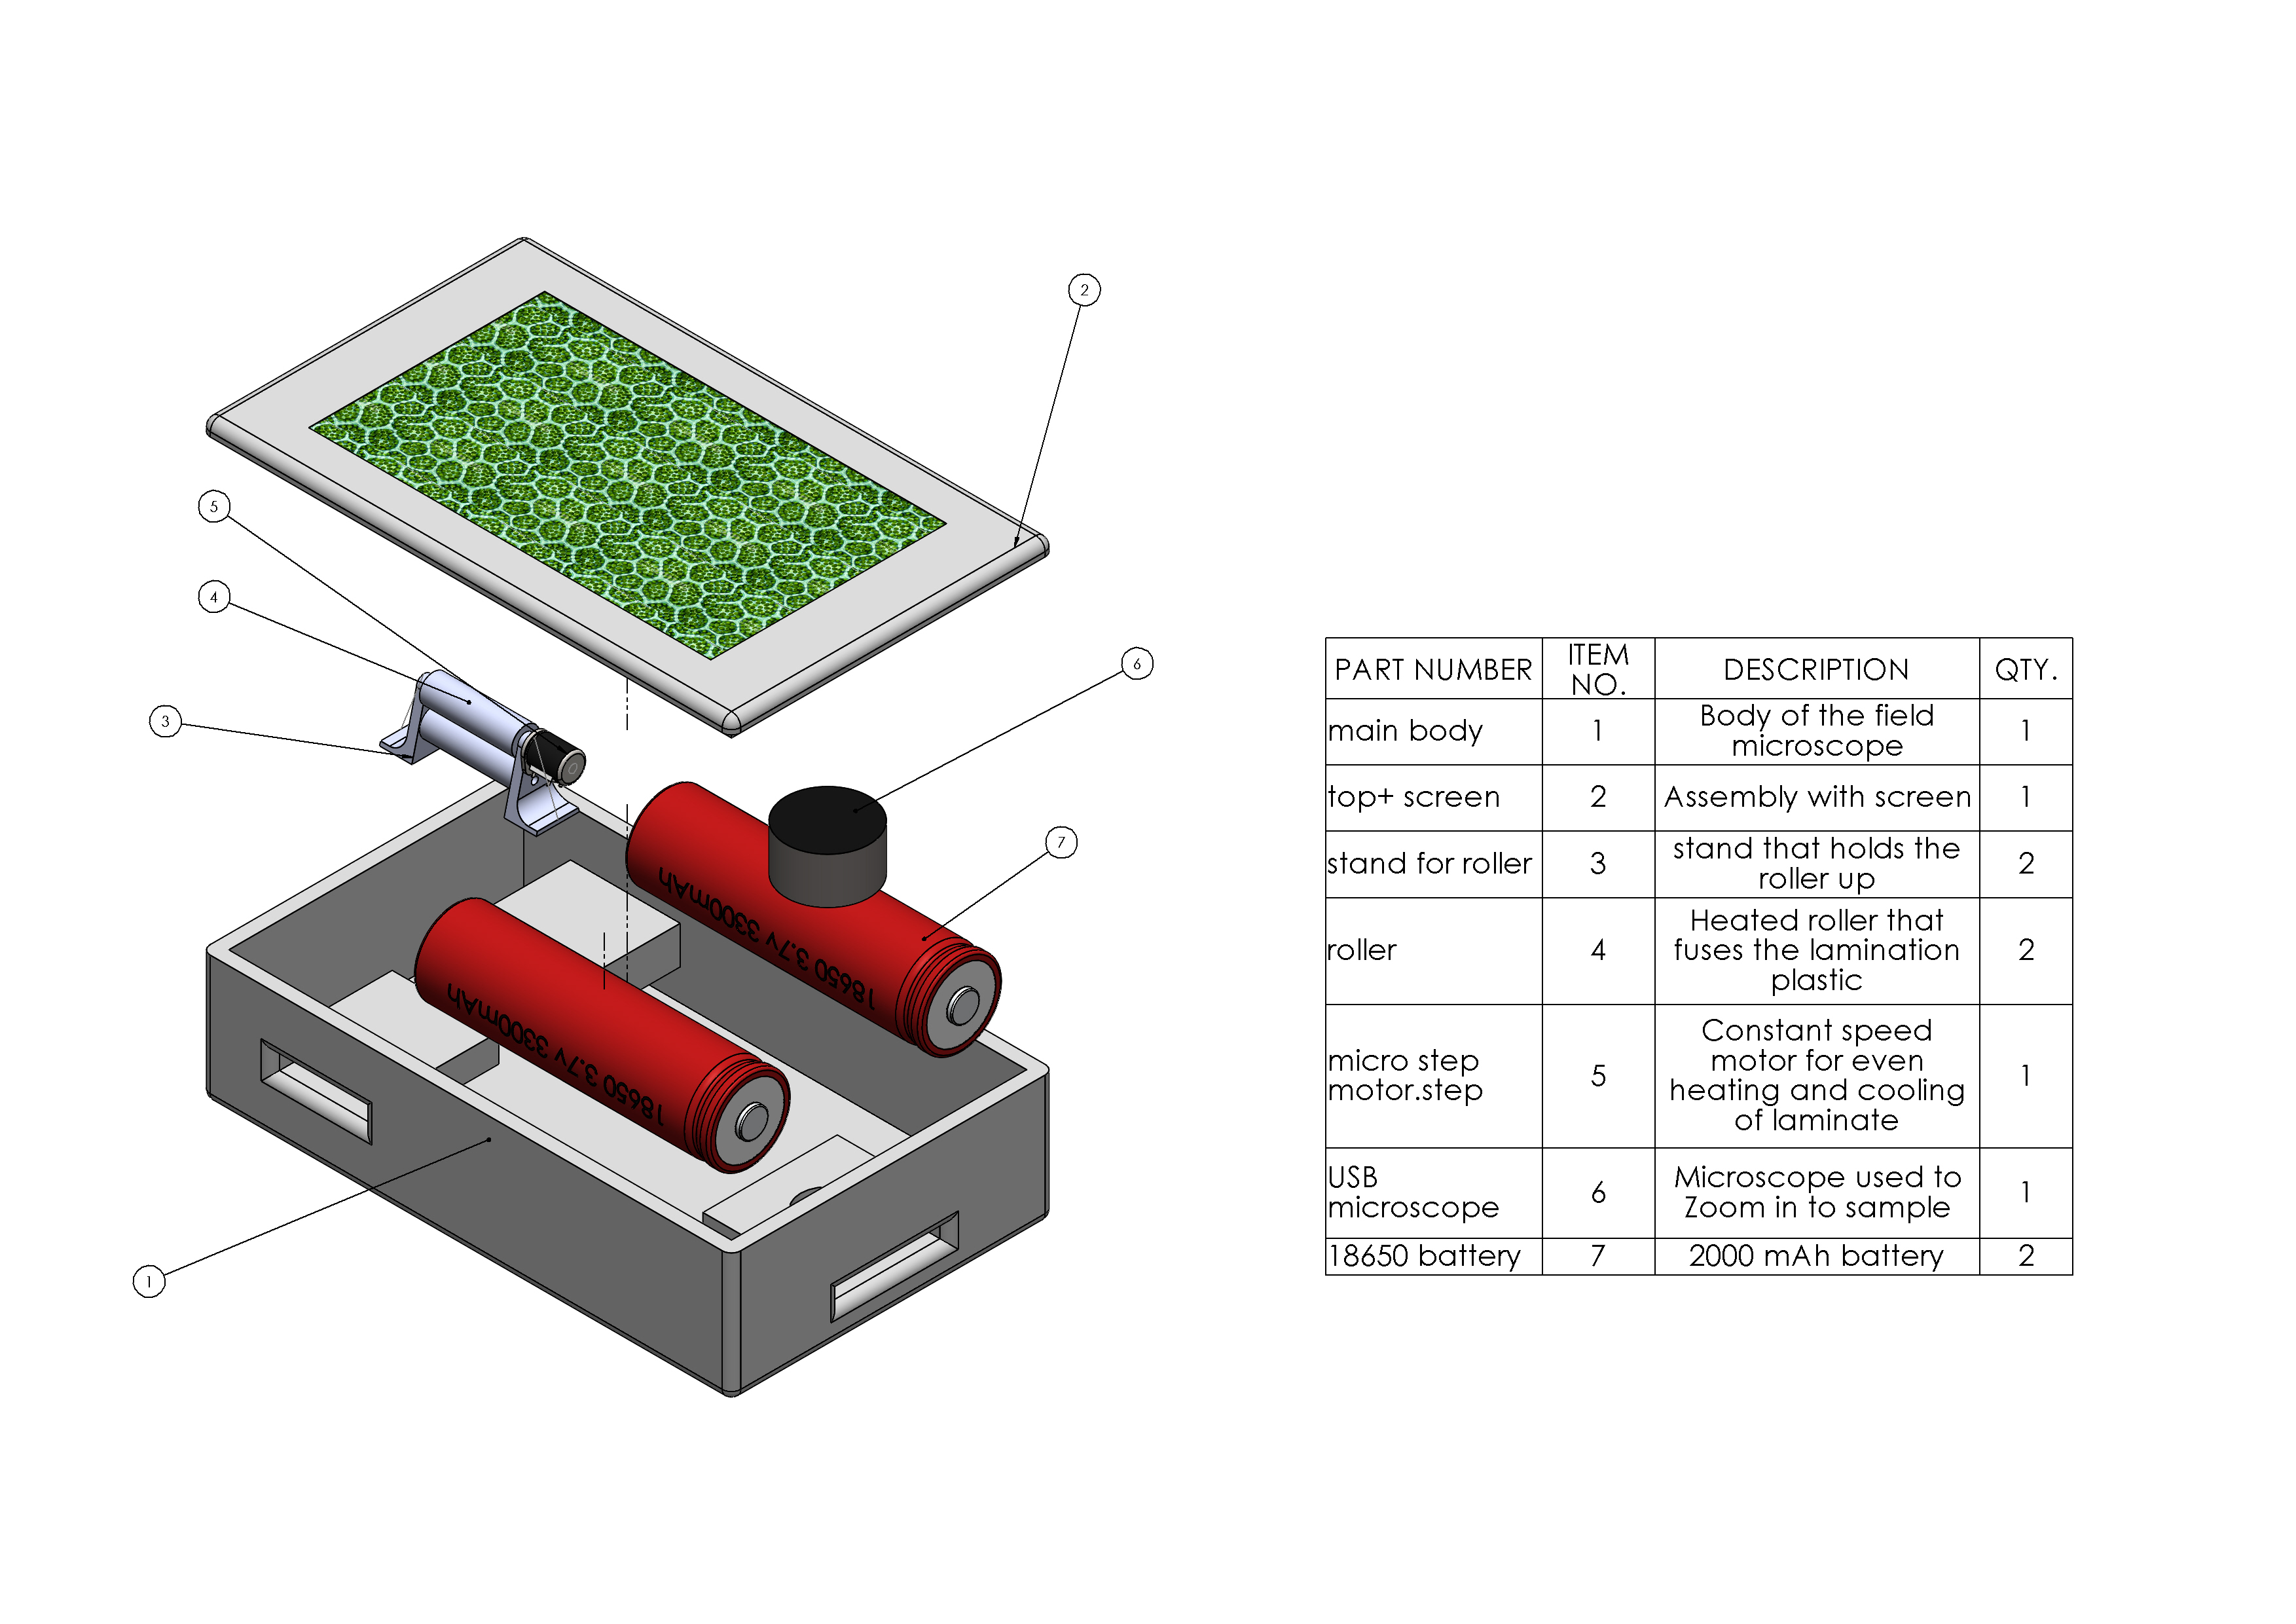 2
5
4
3
6
7
1
18650 3.7v 3300mAh
18650 3.7v 3300mAh
PART NUMBER ITEM NO. DESCRIPTION QTY.
main body 1 Body of the field microscope 1
top+ screen 2 Assembly with screen 1
stand for roller 3 stand that holds the roller up 2
roller 4 Heated roller that fuses the lamination plastic 2
micro step motor.step 5 Constant speed motor for even heating and cooling of laminate 1
USB microscope 6 Microscope used to Zoom in to sample 1
18650 battery 7 2000 mAh battery 2